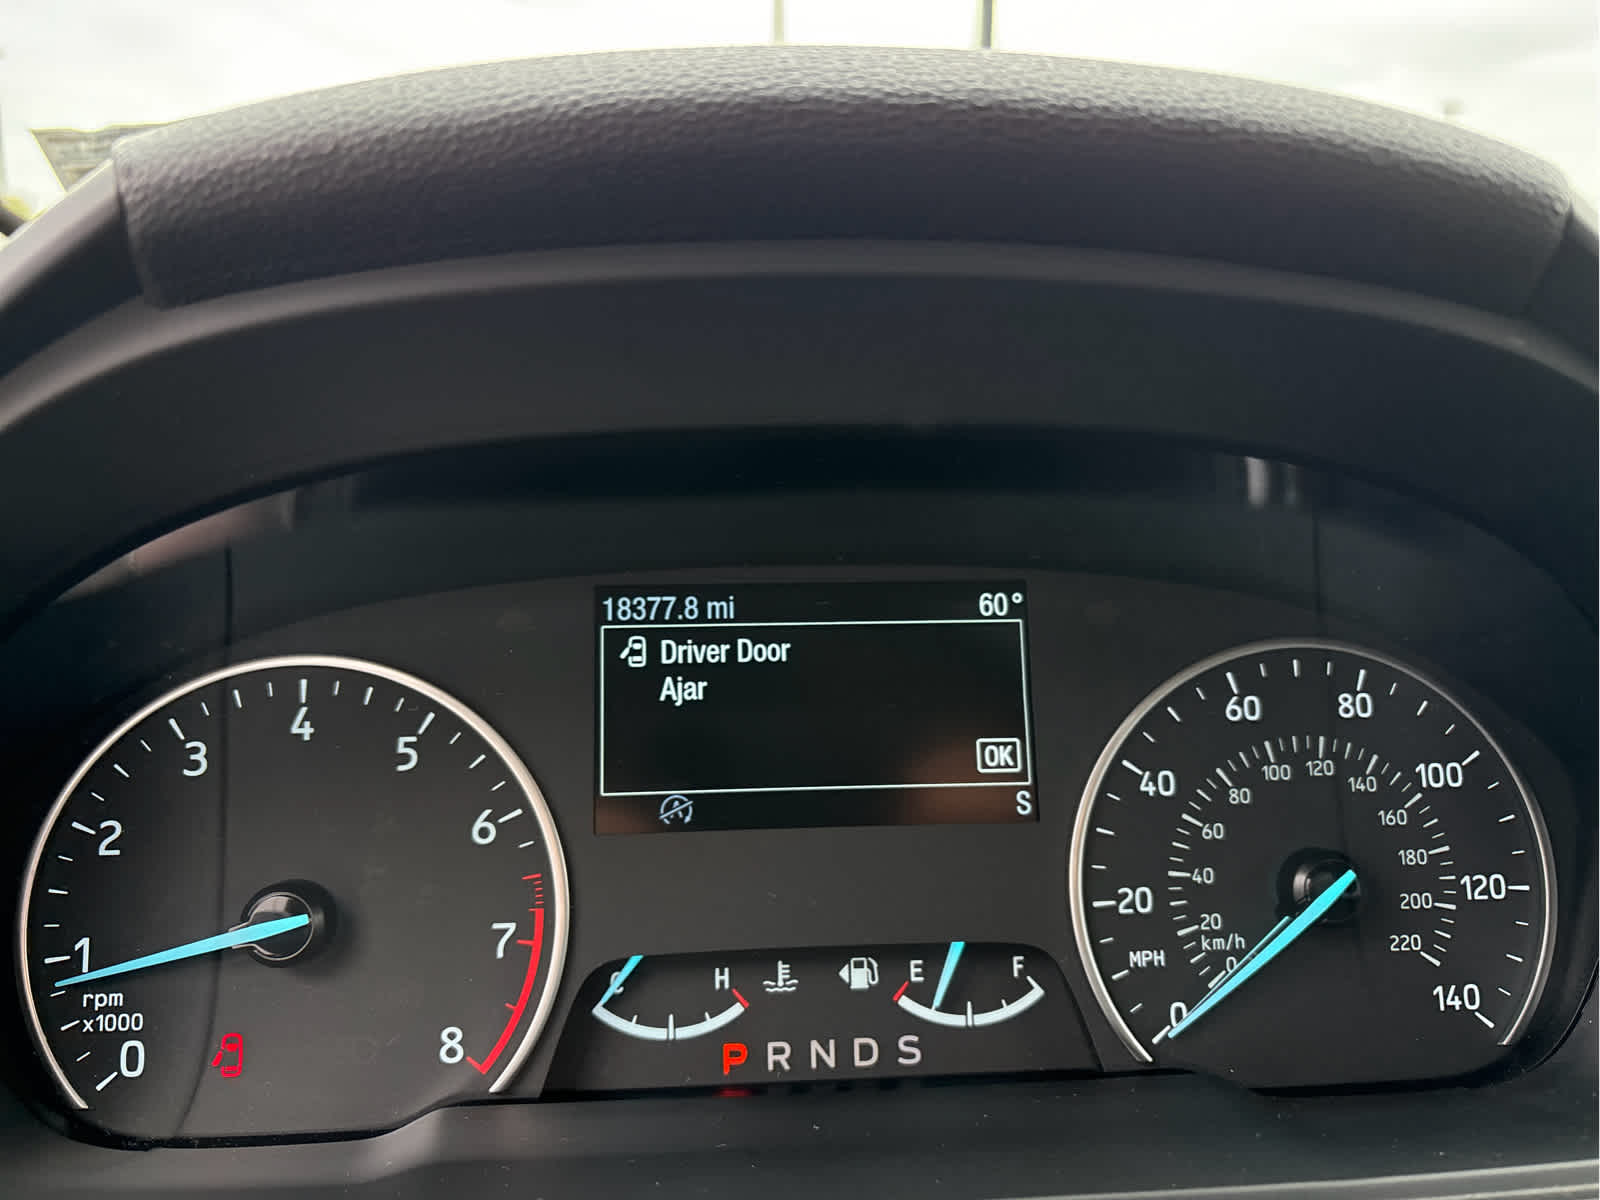 18377.8 mi 60°
Driver Door
Ajar
OK
S
0 1 2 3 4 5 6 7 8
rpm
x1000
C H
E F
P R N D S
0 20 40 60 80 100 120 140
MPH
0 20 40 60 80 100 120 140 160 180 200 220
km/h